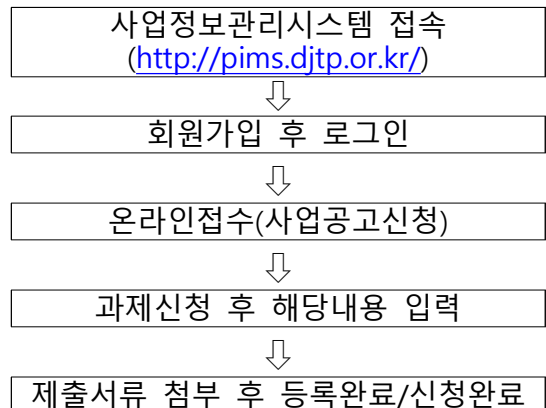 사업정보관리시스템 접속
(http://pims.djtp.or.kr/)
회원가입 후 로그인
온라인접수(사업공고신청)
과제신청 후 해당내용 입력
제출서류 첨부 후 등록완료/신청완료